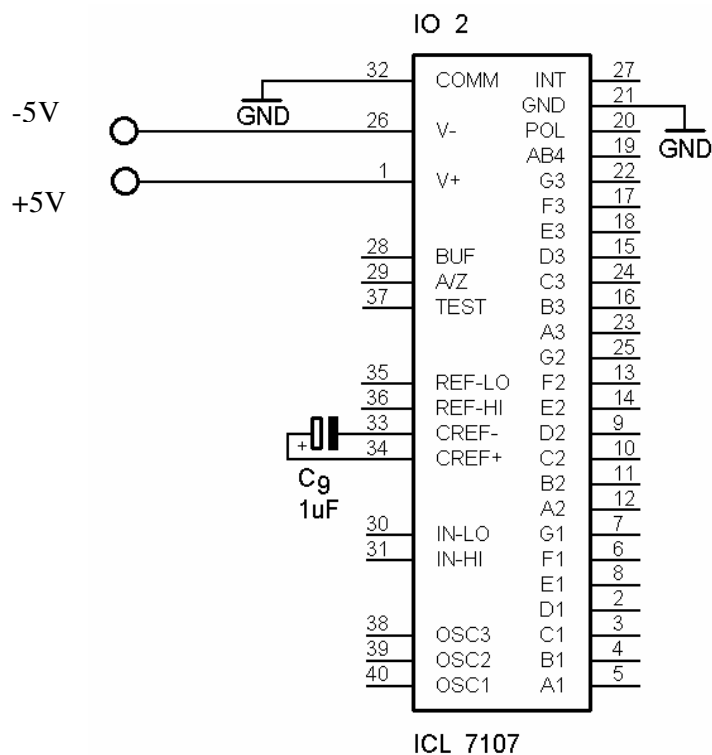 IO 2
32 COMM INT 27
GND GND 21
-5V 26 V- POL 20 GND
AB4 19
+5V 1 V+ G3 22
F3 17
E3 18
28 BUF D3 15
29 A/Z C3 24
37 TEST B3 16
A3 23
G2 25
35 REF-LO F2 13
36 REF-HI E2 14
33 CREF- D2 9
+ 34 CREF+ C2 10
C9 B2 11
1uF A2 12
30 IN-LO G1 7
31 IN-HI F1 6
E1 8
D1 2
38 OSC3 C1 3
39 OSC2 B1 4
40 OSC1 A1 5
ICL 7107